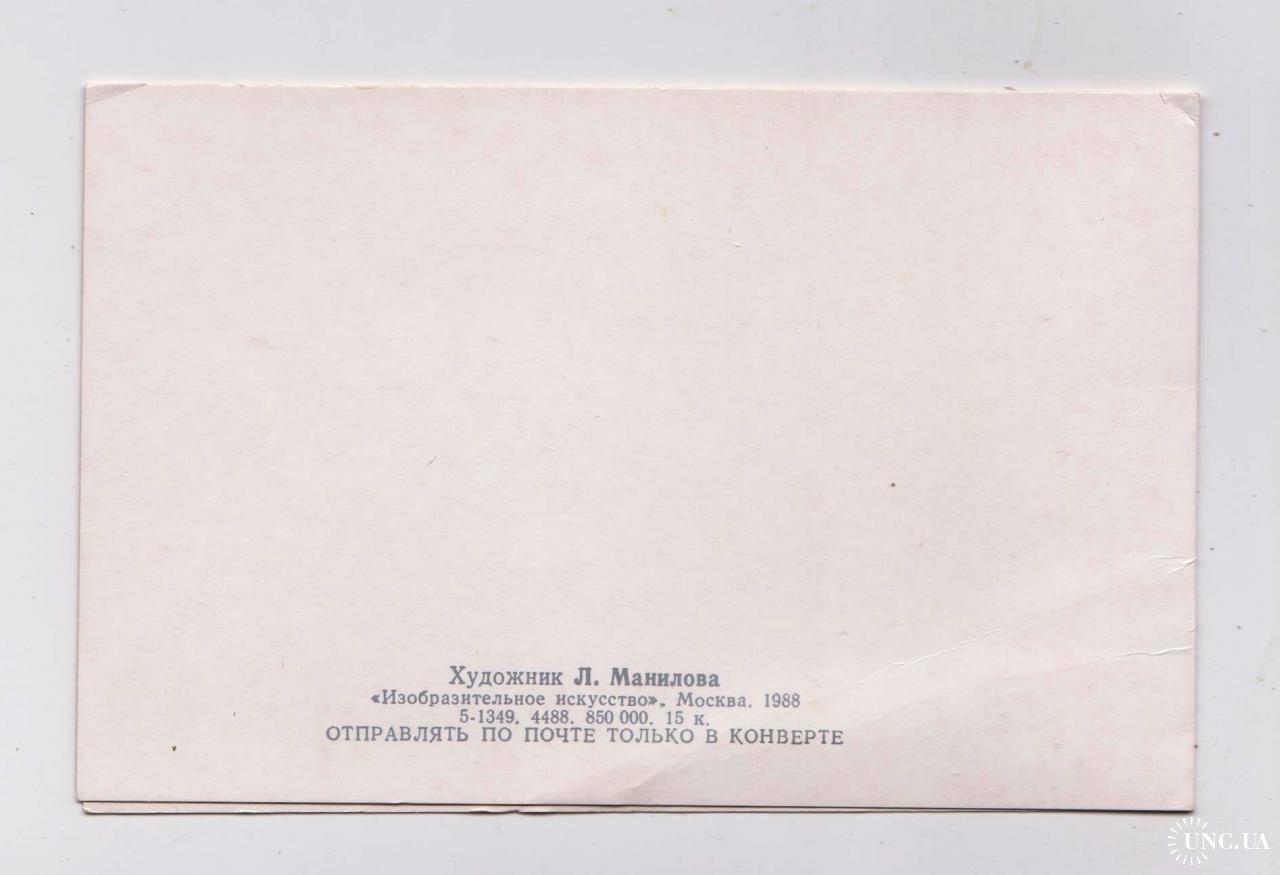 Художник Л. Манилова
«Изобразительное искусство». Москва. 1988
5-1349. 4488. 850 000. 15 к.
ОТПРАВЛЯТЬ ПО ПОЧТЕ ТОЛЬКО В КОНВЕРТЕ
UNC.UA